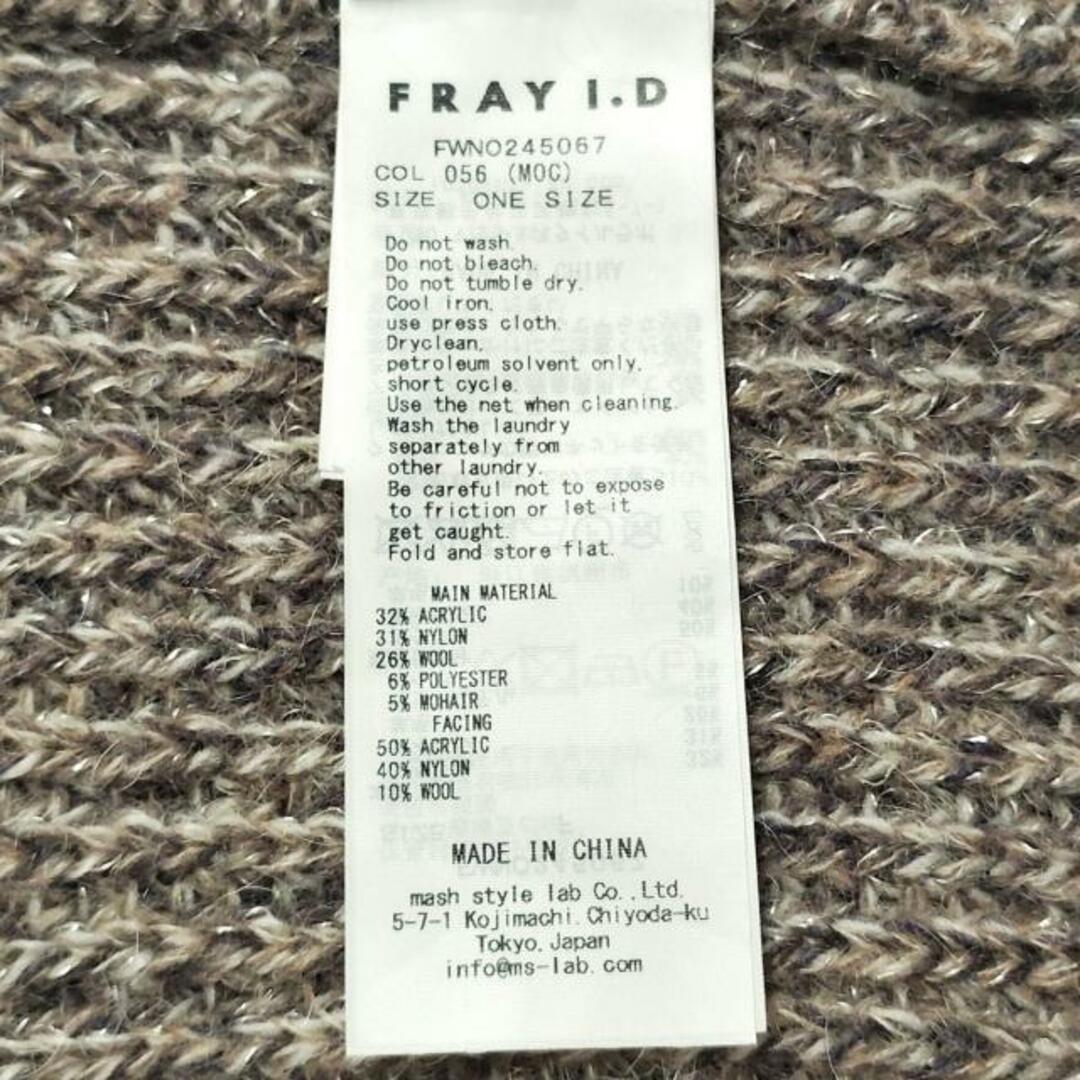 FRAY I.D
FWNO245067
COL 056 (MOC)
SIZE ONE SIZE
Do not wash.
Do not bleach.
Do not tumble dry.
Cool iron.
use press cloth.
Dryclean,
petroleum solvent only.
short cycle.
Use the net when cleaning.
Wash the laundry
separately from
other laundry.
Be careful not to expose
to friction or let it
get caught.
Fold and store flat.
MAIN MATERIAL
32% ACRYLIC
31% NYLON
26% WOOL
6% POLYESTER
5% MOHAIR
FACING
50% ACRYLIC
40% NYLON
10% WOOL
MADE IN CHINA
mash style lab Co.,Ltd.
5-7-1 Kojimachi.Chiyoda-ku
Tokyo, Japan
info@ms-lab.com